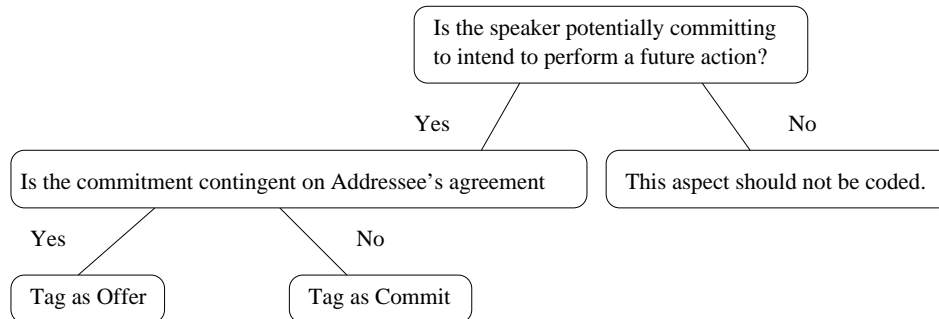 Is the speaker potentially committing
to intend to perform a future action?
Yes
No
Is the commitment contingent on Addressee's agreement
This aspect should not be coded.
Yes
No
Tag as Offer
Tag as Commit